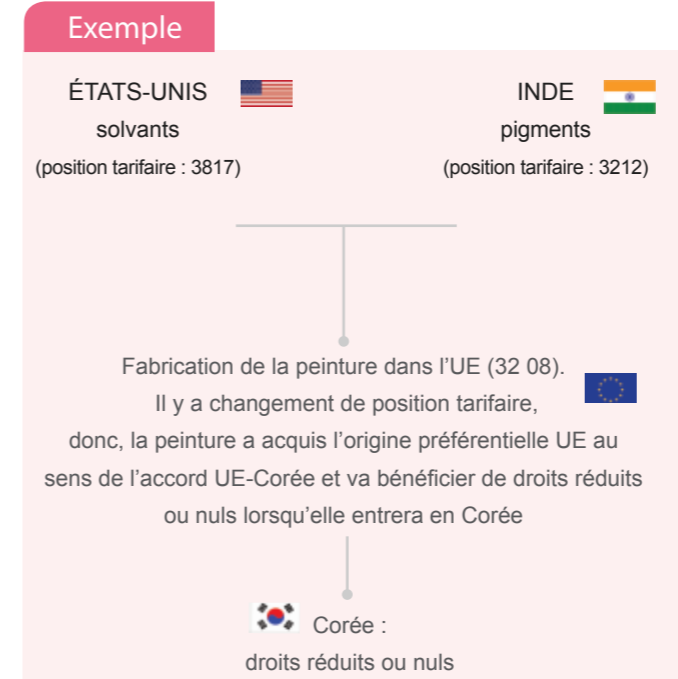 Exemple
ÉTATS-UNIS
solvants
(position tarifaire : 3817)
INDE
pigments
(position tarifaire : 3212)
Fabrication de la peinture dans l’UE (32 08).
Il y a changement de position tarifaire,
donc, la peinture a acquis l’origine préférentielle UE au
sens de l’accord UE-Corée et va bénéficier de droits réduits
ou nuls lorsqu’elle entrera en Corée
Corée :
droits réduits ou nuls